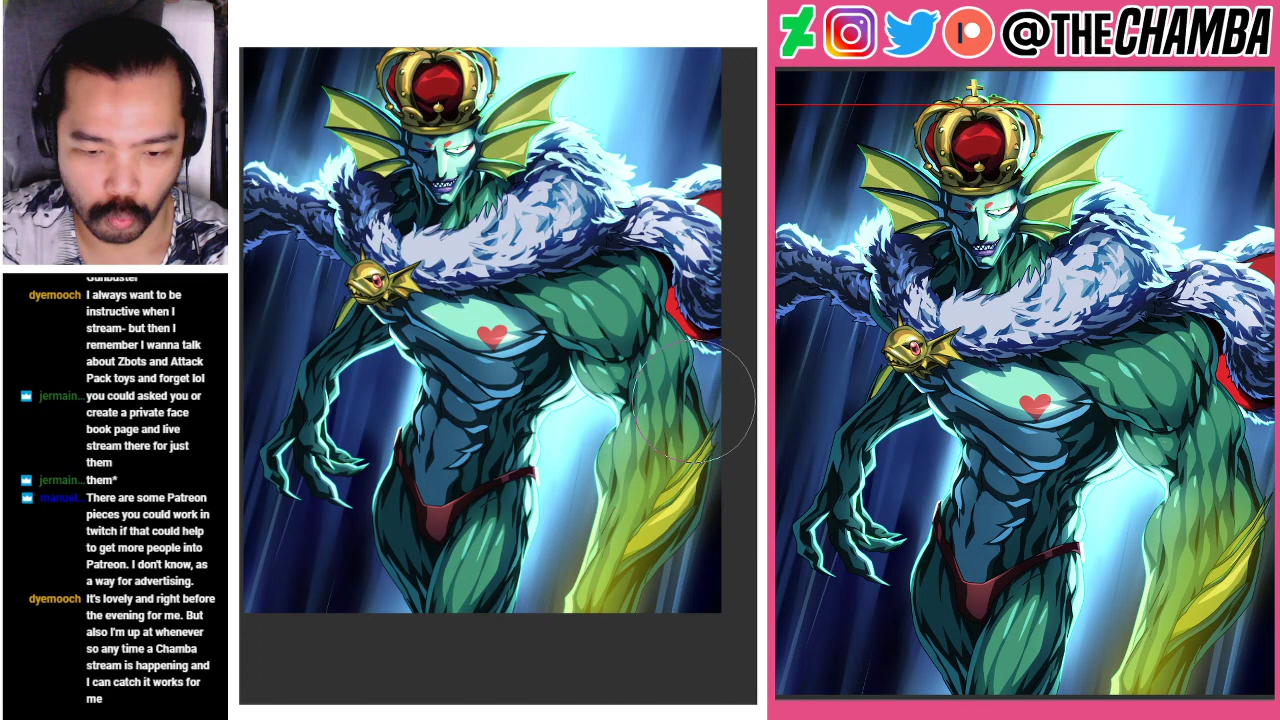 @THECHAMBA
Gunbuster
dyemooch I always want to be
instructive when I
stream- but then I
remember I wanna talk
about Zbots and Attack
Pack toys and forget lol
jermain... you could asked you or
create a private face
book page and live
stream there for just
them
jermain... them*
manuel... There are some Patreon
pieces you could work in
twitch if that could help
to get more people into
Patreon. I don't know, as
a way for advertising.
dyemooch It's lovely and right before
the evening for me. But
also I'm up at whenever
so any time a Chamba
stream is happening and
I can catch it works for
me